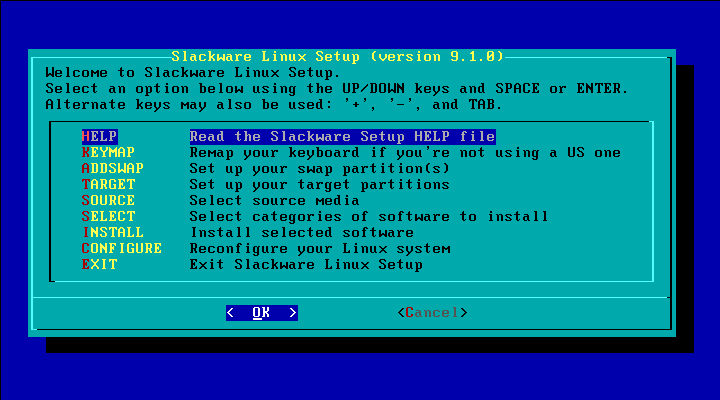 Slackware Linux Setup (version 9.1.0)
Welcome to Slackware Linux Setup.
Select an option below using the UP/DOWN keys and SPACE or ENTER.
Alternate keys may also be used: '+', '-', and TAB.
HELP Read the Slackware Setup HELP file
KEYMAP Remap your keyboard if you're not using a US one
ADDSWAP Set up your swap partition(s)
TARGET Set up your target partitions
SOURCE Select source media
SELECT Select categories of software to install
INSTALL Install selected software
CONFIGURE Reconfigure your Linux system
EXIT Exit Slackware Linux Setup
< OK > <Cancel>